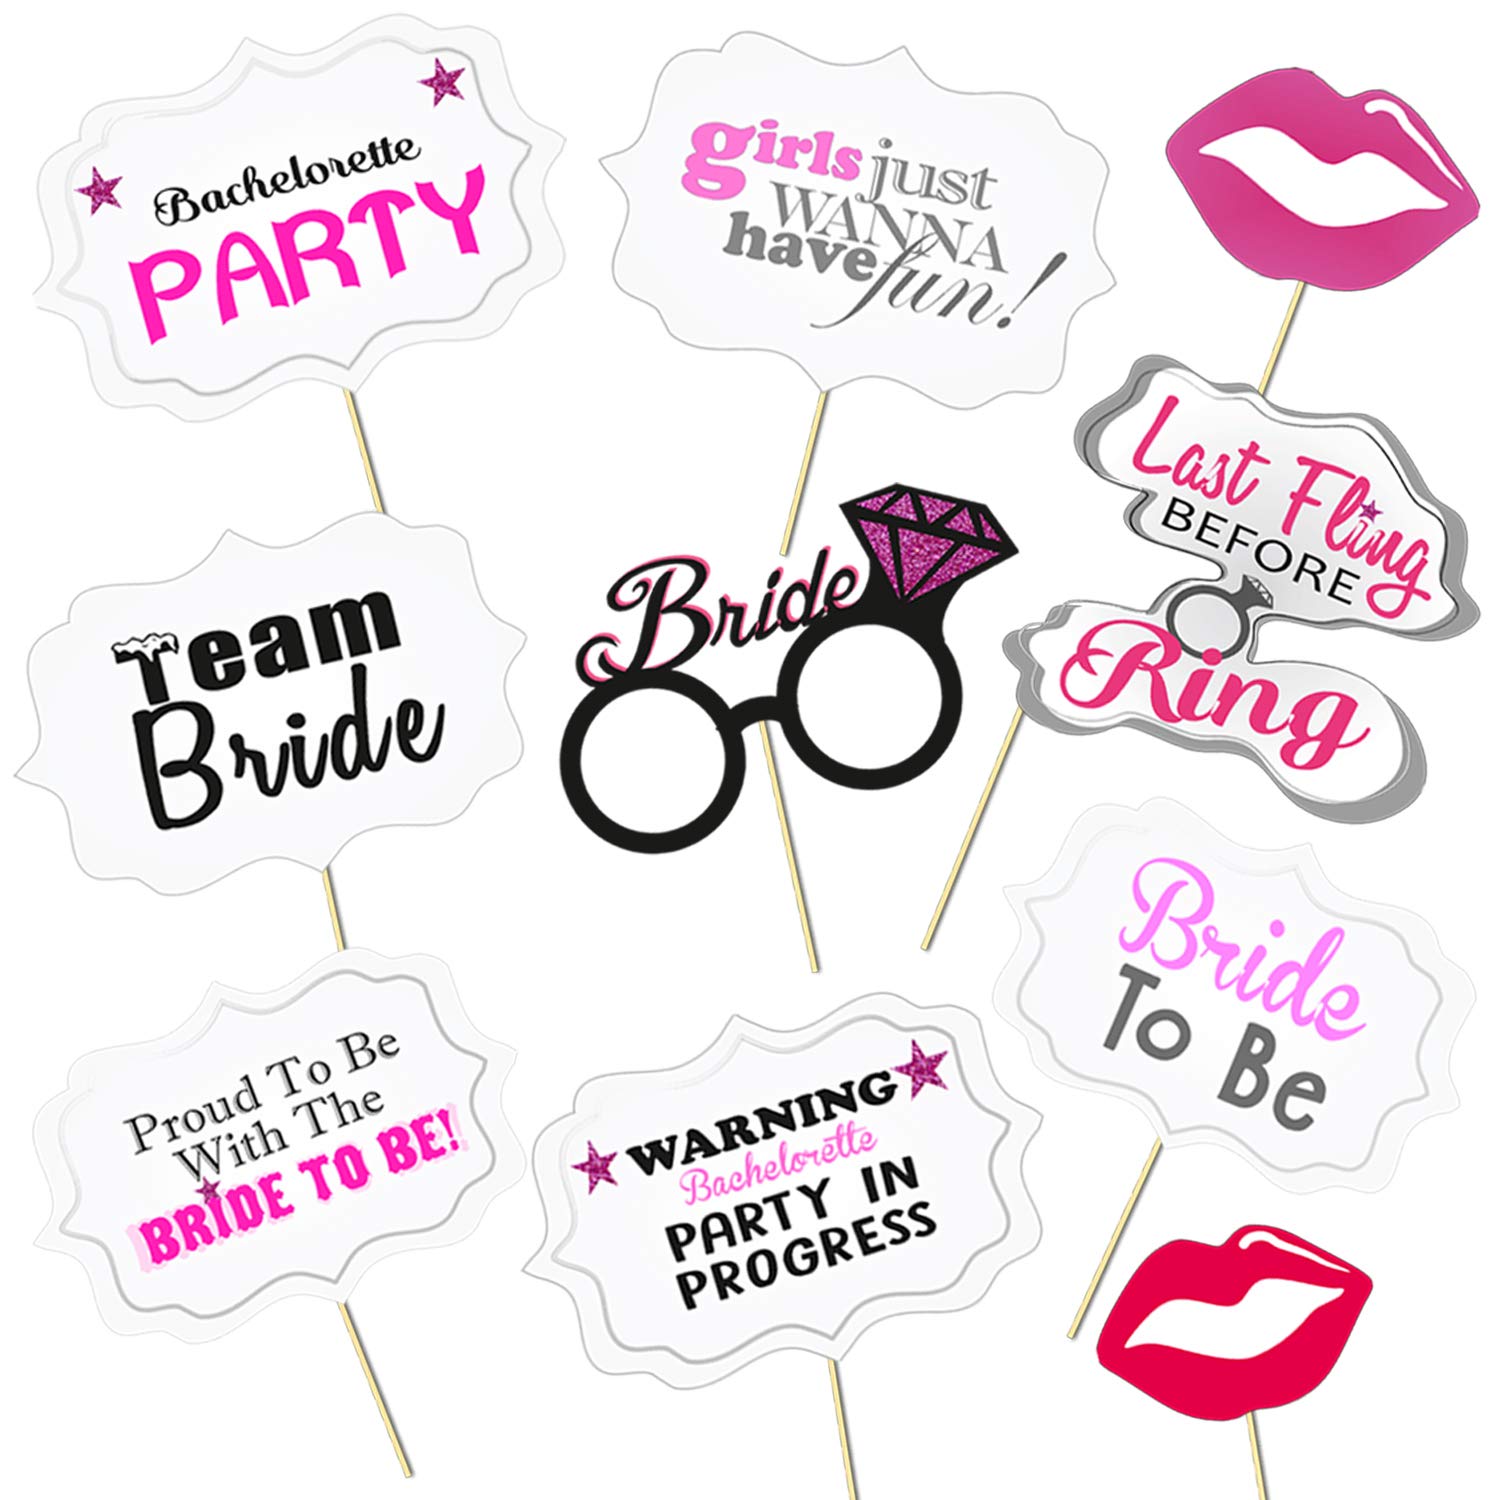 Bachelorette
PARTY
girls just
WANNA
have fun!
Last Fling
BEFORE
Ring
Team
Bride
Bride
Bride
To Be
Proud To Be
With The
BRIDE TO BE!
WARNING
Bachelorette
PARTY IN
PROGRESS